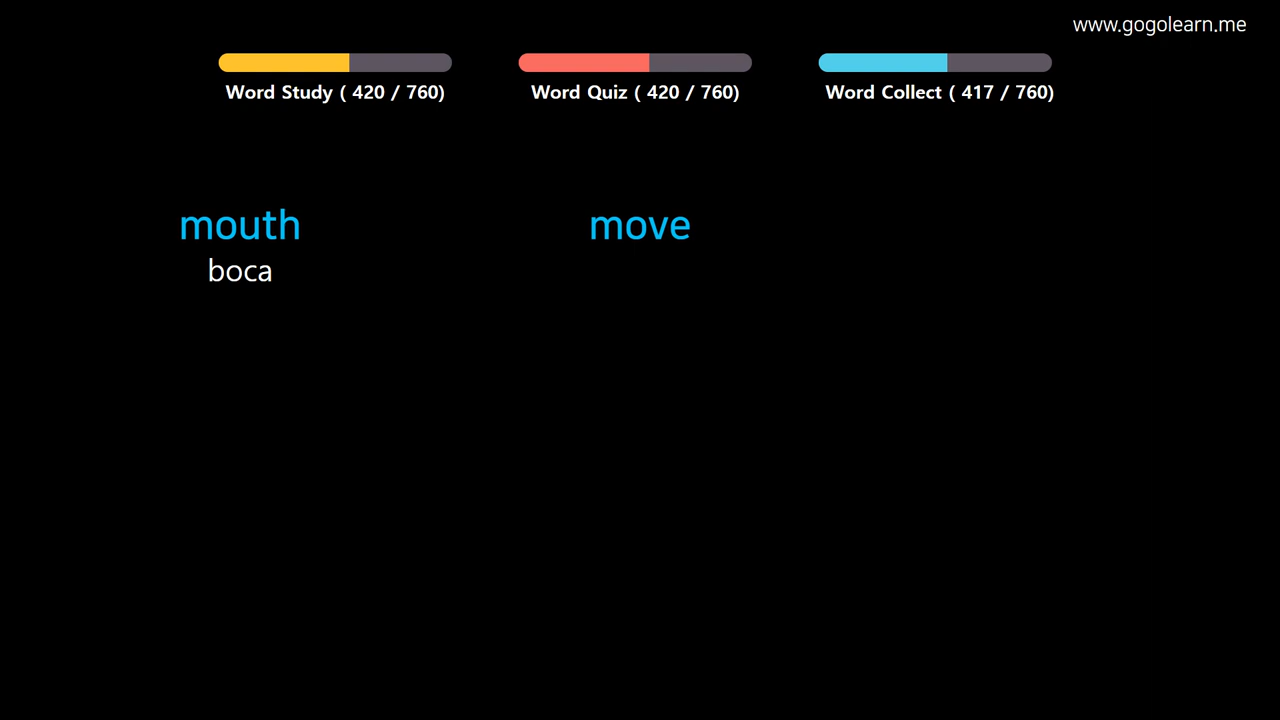 www.gogolearn.me
Word Study ( 420 / 760)
Word Quiz ( 420 / 760)
Word Collect ( 417 / 760)
mouth
move
boca